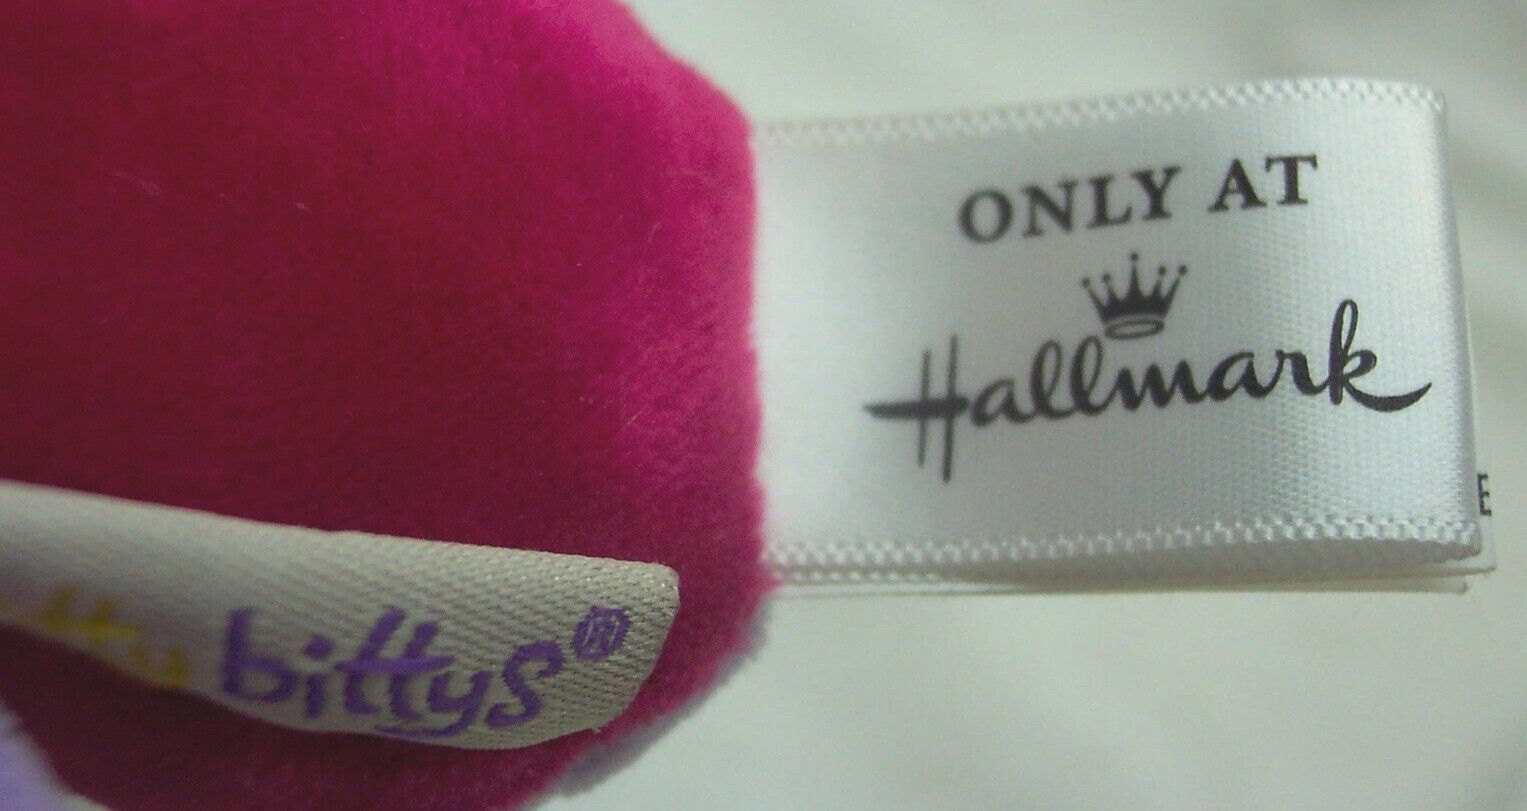 ONLY AT
Hallmark
E
bittys®